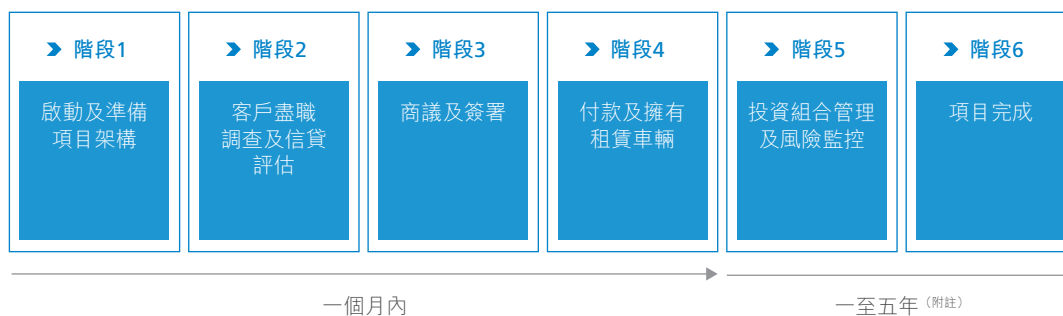 階段1
啟動及準備
項目架構
階段2
客戶盡職
調查及信貸
評估
階段3
商議及簽署
階段4
付款及擁有
租賃車輛
階段5
投資組合管理
及風險監控
階段6
項目完成
一個月內
一至五年（附註）